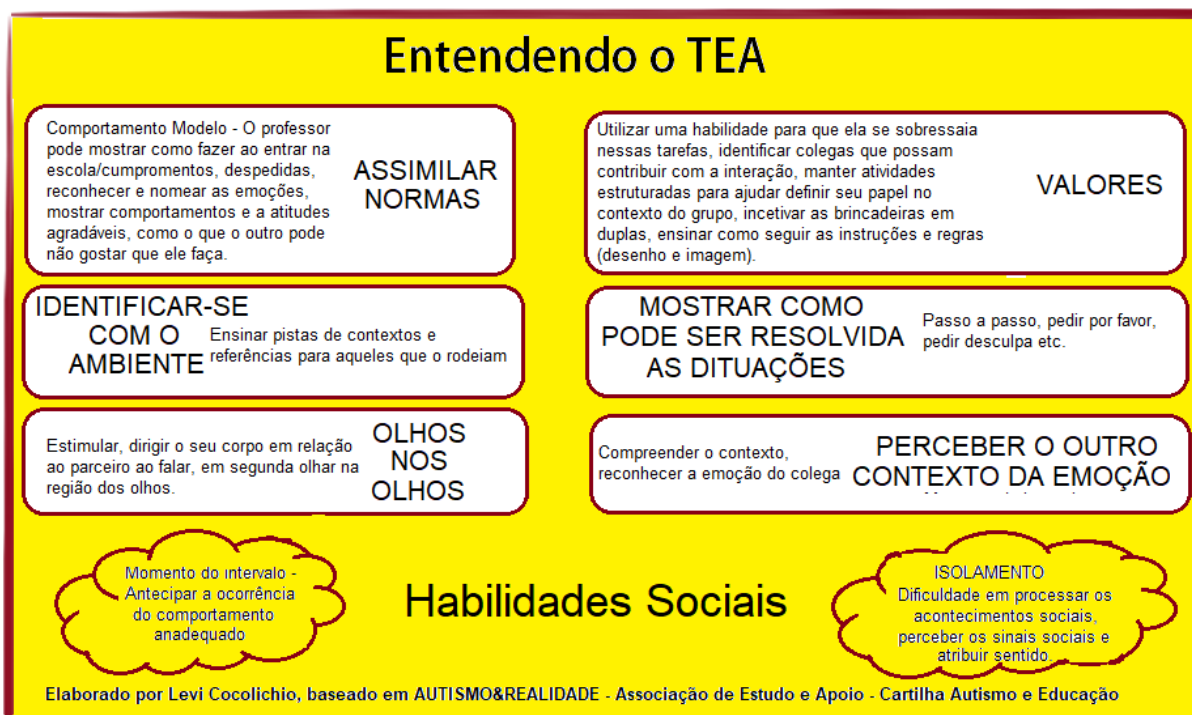 Entendendo o TEA
Comportamento Modelo - O professor
pode mostrar como fazer ao entrar na
escola/cumpromentos, despedidas,
reconhecer e nomear as emoções,
mostrar comportamentos e a atitudes
agradáveis, como o que o outro pode
não gostar que ele faça.
ASSIMILAR
NORMAS
Utilizar uma habilidade para que ela se sobressaia
nessas tarefas, identificar colegas que possam
contribuir com a interação, manter atividades
estruturadas para ajudar definir seu papel no
contexto do grupo, incetivar as brincadeiras em
duplas, ensinar como seguir as instruções e regras
(desenho e imagem).
VALORES
IDENTIFICAR-SE
COM O
AMBIENTE
Ensinar pistas de contextos e
referências para aqueles que o rodeiam
MOSTRAR COMO
PODE SER RESOLVIDA
AS DITUAÇÕES
Passo a passo, pedir por favor,
pedir desculpa etc.
Estimular, dirigir o seu corpo em relação
ao parceiro ao falar, em segunda olhar na
região dos olhos.
OLHOS
NOS
OLHOS
Compreender o contexto,
reconhecer a emoção do colega
PERCEBER O OUTRO
CONTEXTO DA EMOÇÃO
Momento do intervalo -
Antecipar a ocorrência
do comportamento
anadequado
Habilidades Sociais
ISOLAMENTO
Dificuldade em processar os
acontecimentos sociais,
perceber os sinais sociais e
atribuir sentido.
Elaborado por Levi Cocolichio, baseado em AUTISMO&REALIDADE - Associação de Estudo e Apoio - Cartilha Autismo e Educação